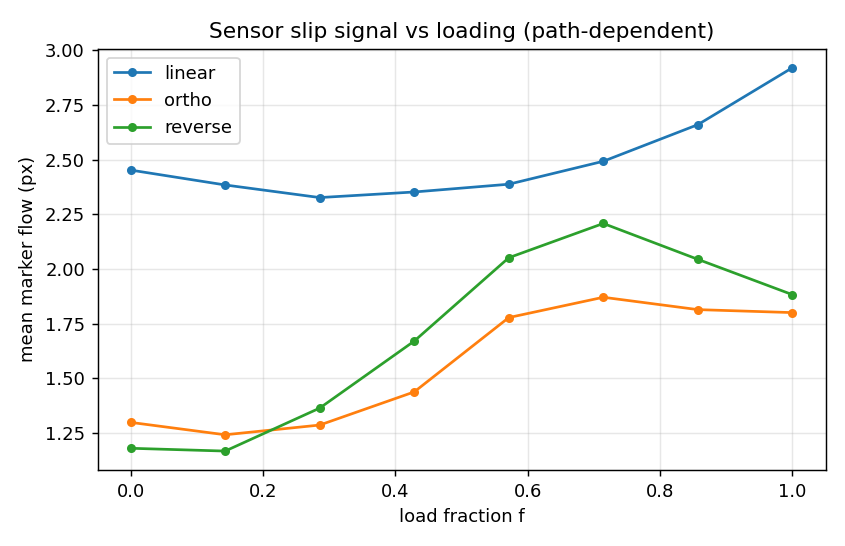 Sensor slip signal vs loading (path-dependent)
linear
ortho
reverse
mean marker flow (px)
3.00
2.75
2.50
2.25
2.00
1.75
1.50
1.25
0.0 0.2 0.4 0.6 0.8 1.0
load fraction f